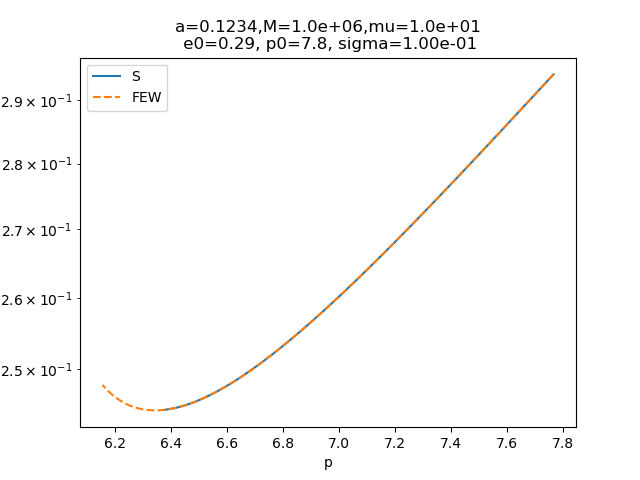 a=0.1234,M=1.0e+06,mu=1.0e+01
e0=0.29, p0=7.8, sigma=1.00e-01
S
FEW
2.9 × 10⁻¹
2.8 × 10⁻¹
2.7 × 10⁻¹
2.6 × 10⁻¹
2.5 × 10⁻¹
6.2 6.4 6.6 6.8 7.0 7.2 7.4 7.6 7.8
p